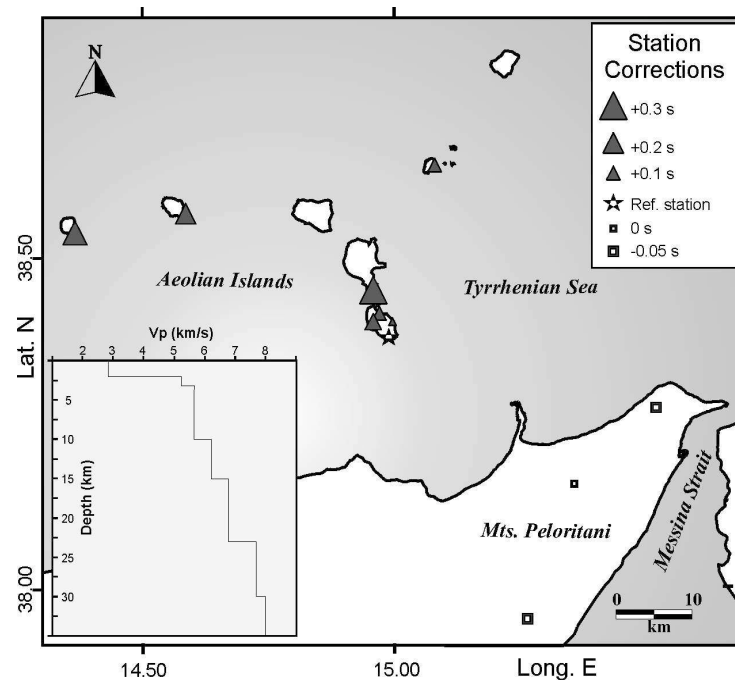 N
Station
Corrections
+0.3 s
+0.2 s
+0.1 s
Ref. station
0 s
-0.05 s
38.50
Aeolian Islands
Tyrrhenian Sea
Lat. N
Vp (km/s)
2 3 4 5 6 7 8
5
10
15
20
25
30
Depth (km)
Mts. Peloritani
Messina Strait
38.00
0 10
km
14.50
15.00
Long. E